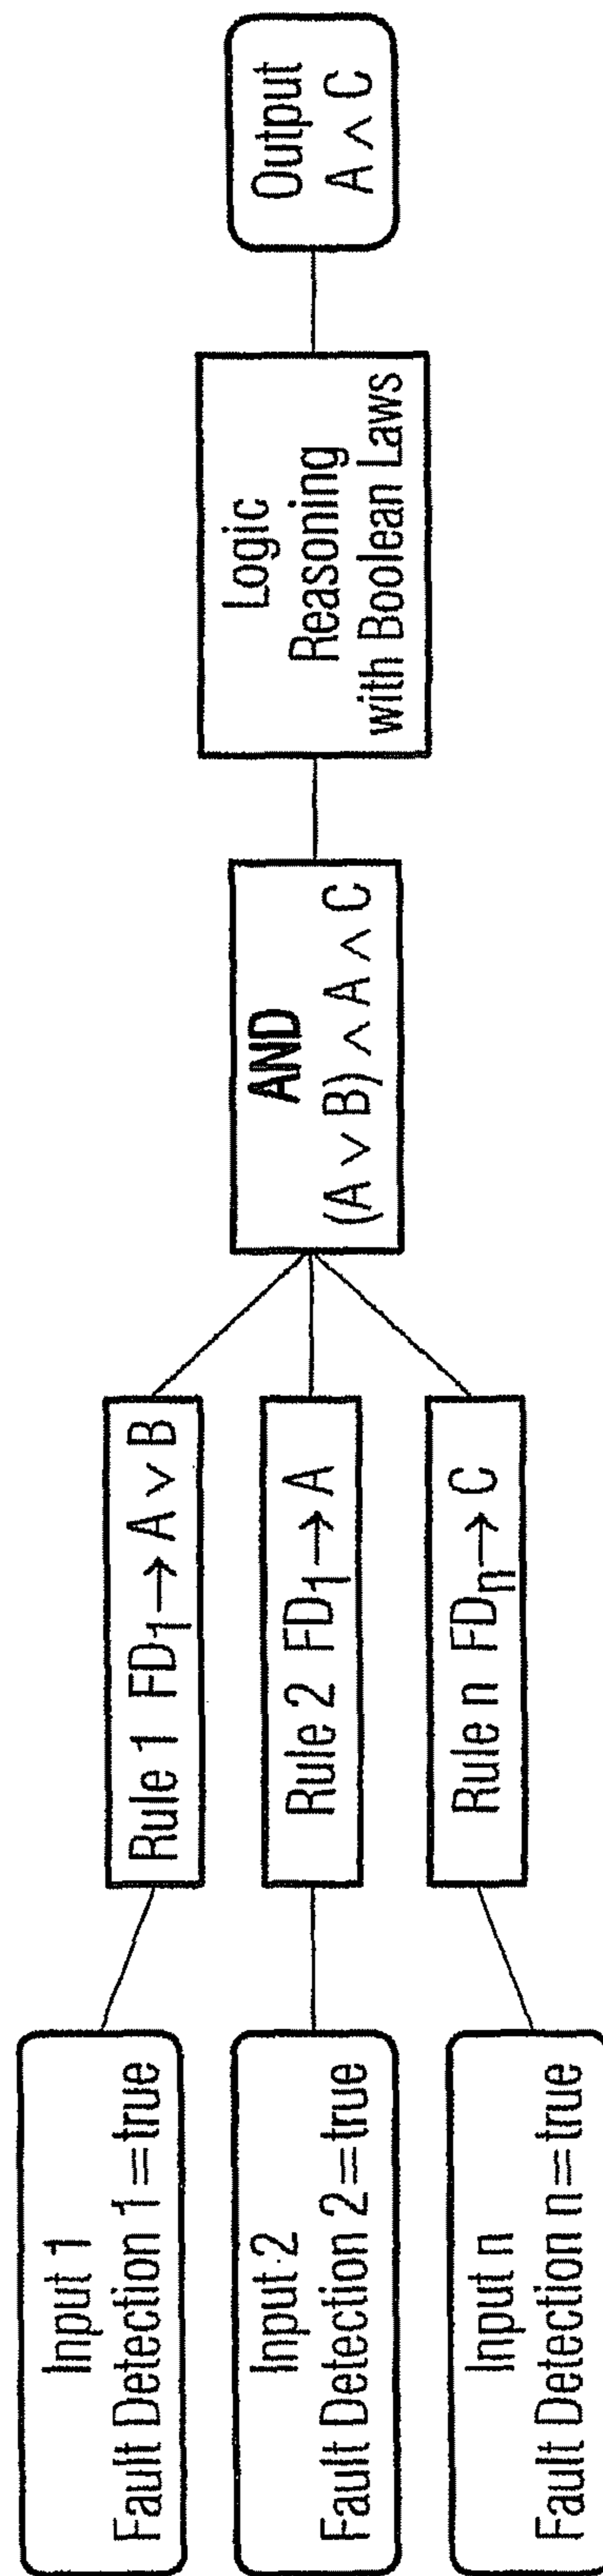 Input 1
Fault Detection 1=true
Input 2
Fault Detection 2=true
Input n
Fault Detection n=true
Rule 1 FD₁→A ∨ B
Rule 2 FD₁→A
Rule n FDₙ→C
AND
(A ∨ B) ∧ A ∧ C
Logic
Reasoning
with Boolean Laws
Output
A ∧ C